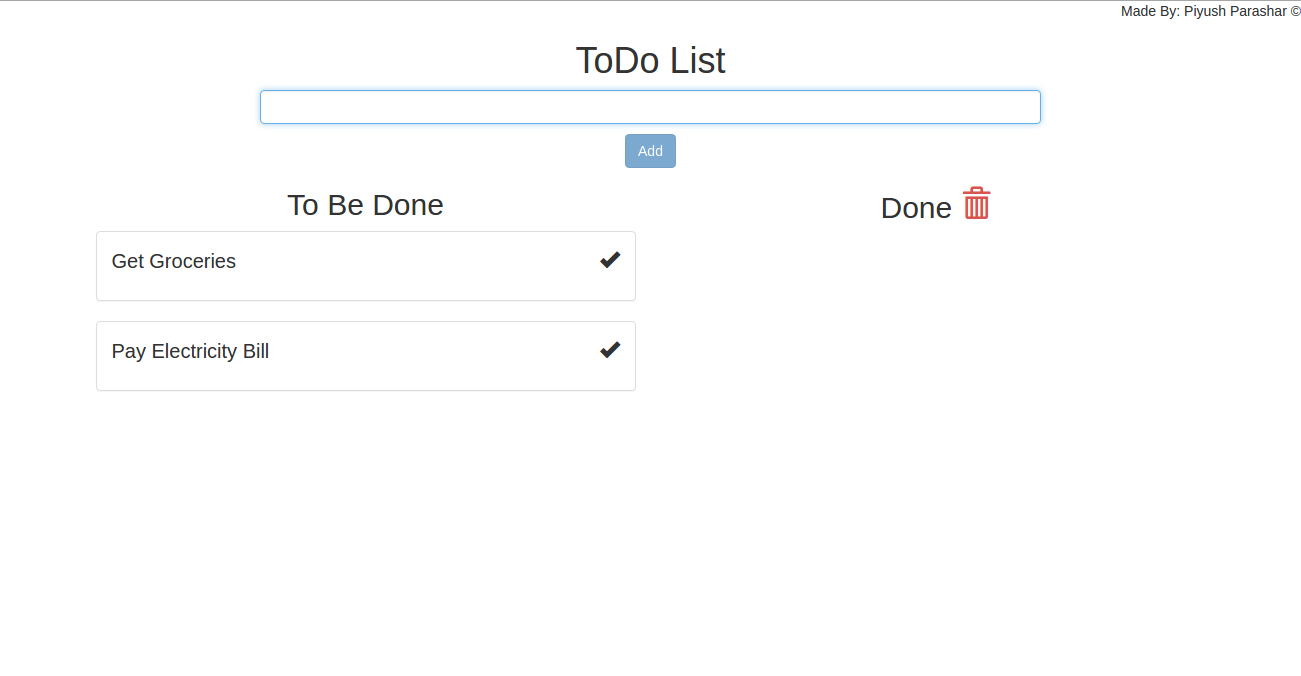 Made By: Piyush Parashar ©
ToDo List
Add
To Be Done
Done
Get Groceries
Pay Electricity Bill